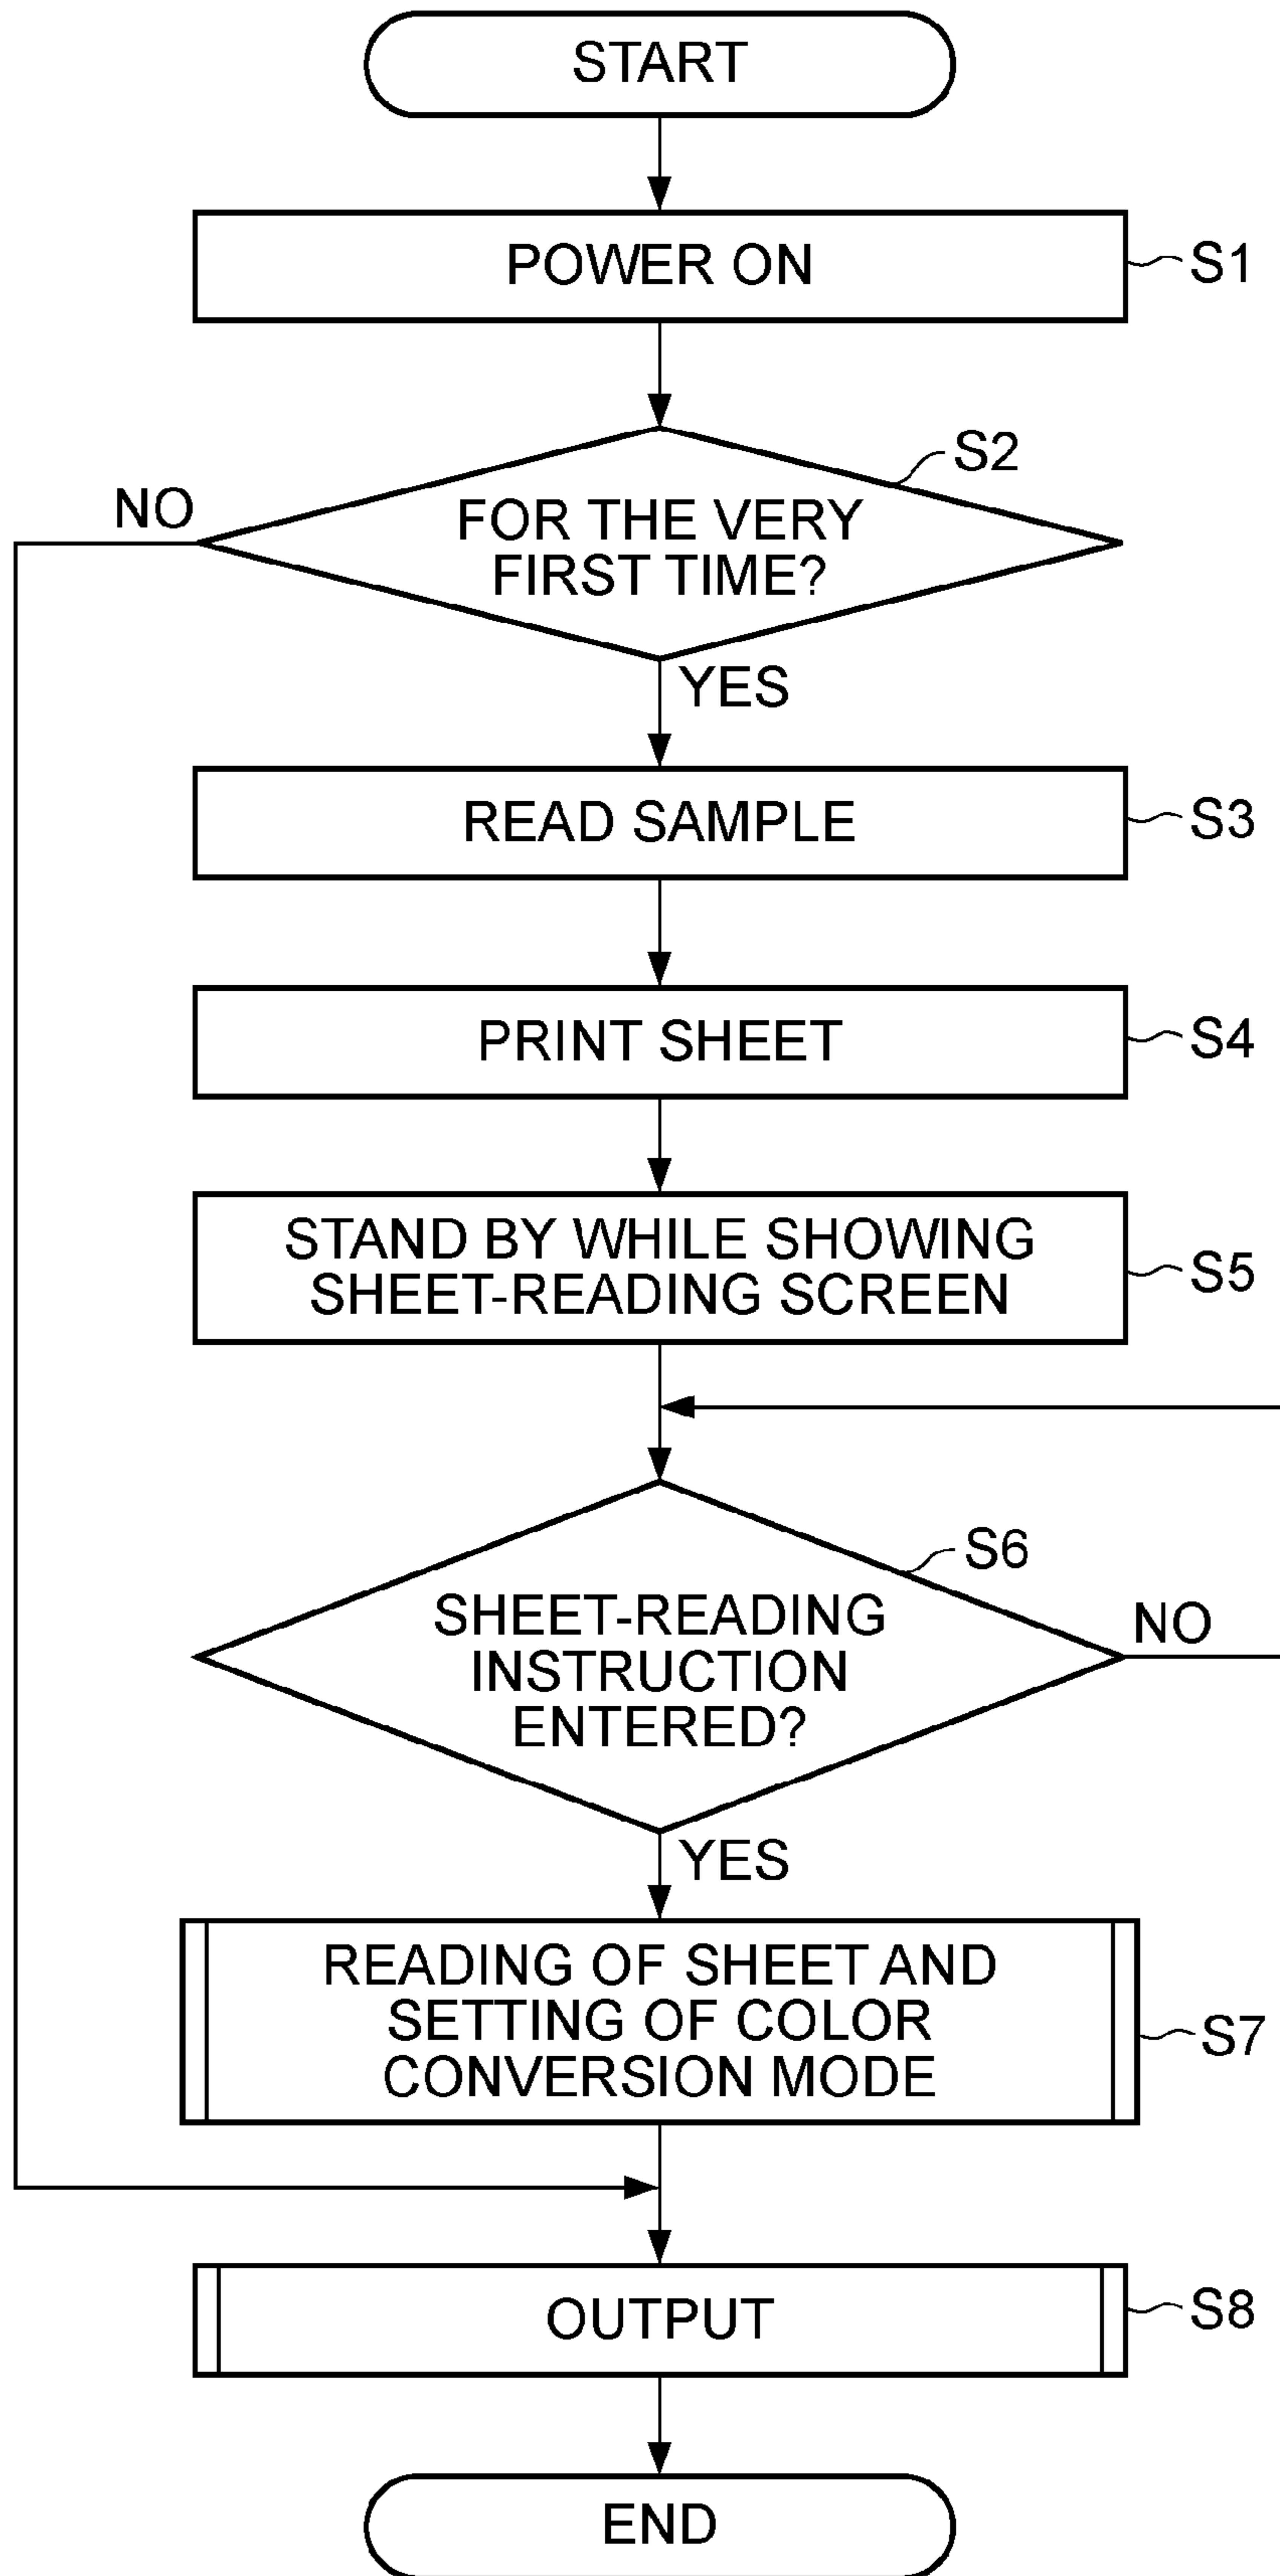 START
POWER ON
S1
S2
NO
FOR THE VERY
FIRST TIME?
YES
READ SAMPLE
S3
PRINT SHEET
S4
STAND BY WHILE SHOWING
SHEET-READING SCREEN
S5
S6
SHEET-READING
INSTRUCTION
ENTERED?
NO
YES
READING OF SHEET AND
SETTING OF COLOR
CONVERSION MODE
S7
OUTPUT
S8
END